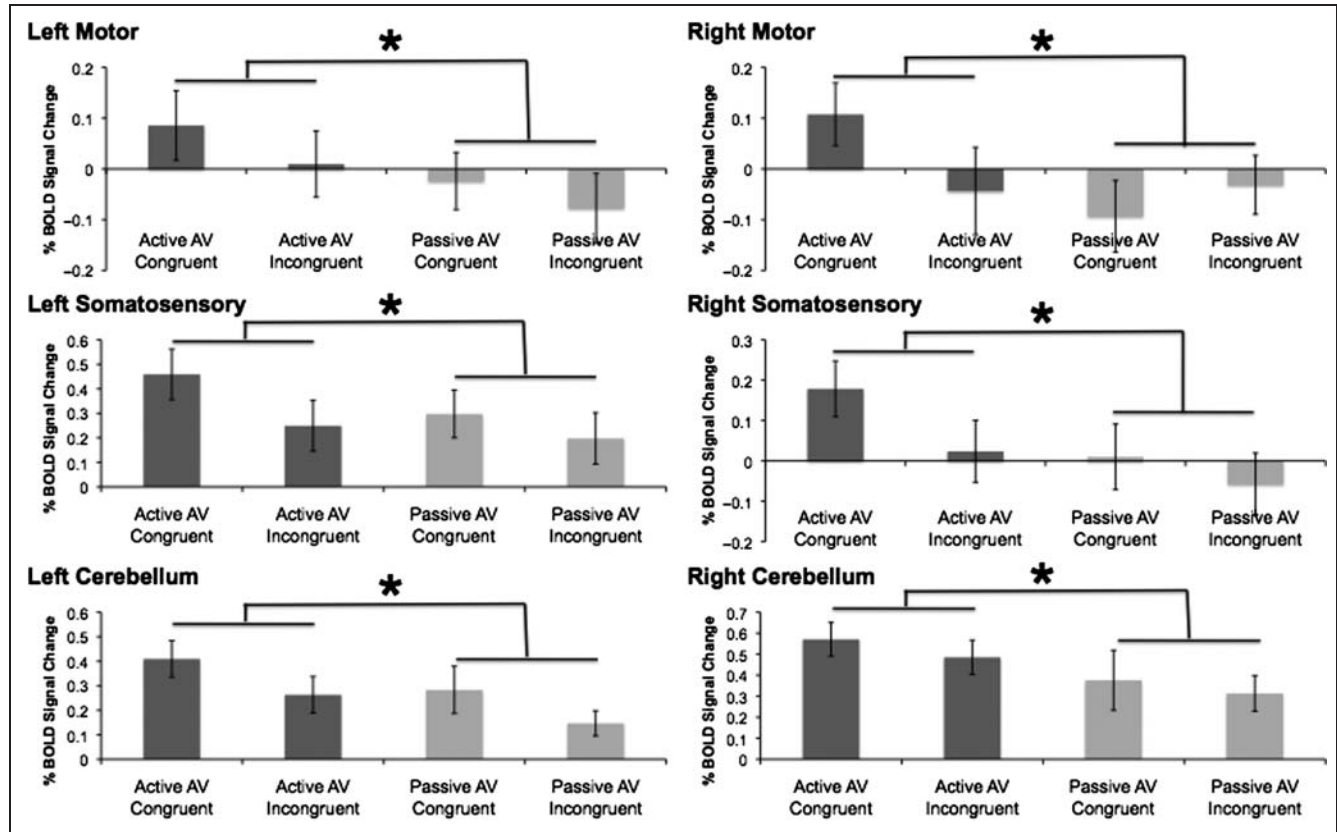 Left Motor
*
% BOLD Signal Change
0.2
0.1
0
−0.1
−0.2
Active AV
Congruent
Active AV
Incongruent
Passive AV
Congruent
Passive AV
Incongruent
Right Motor
*
% BOLD Signal Change
0.2
0.1
0
−0.1
−0.2
Active AV
Congruent
Active AV
Incongruent
Passive AV
Congruent
Passive AV
Incongruent
Left Somatosensory
*
% BOLD Signal Change
0.6
0.5
0.4
0.3
0.2
0.1
0
Active AV
Congruent
Active AV
Incongruent
Passive AV
Congruent
Passive AV
Incongruent
Right Somatosensory
*
% BOLD Signal Change
0.3
0.2
0.1
0
−0.1
−0.2
Active AV
Congruent
Active AV
Incongruent
Passive AV
Congruent
Passive AV
Incongruent
Left Cerebellum
*
% BOLD Signal Change
0.6
0.5
0.4
0.3
0.2
0.1
0
Active AV
Congruent
Active AV
Incongruent
Passive AV
Congruent
Passive AV
Incongruent
Right Cerebellum
*
% BOLD Signal Change
0.7
0.6
0.5
0.4
0.3
0.2
0.1
0
Active AV
Congruent
Active AV
Incongruent
Passive AV
Congruent
Passive AV
Incongruent